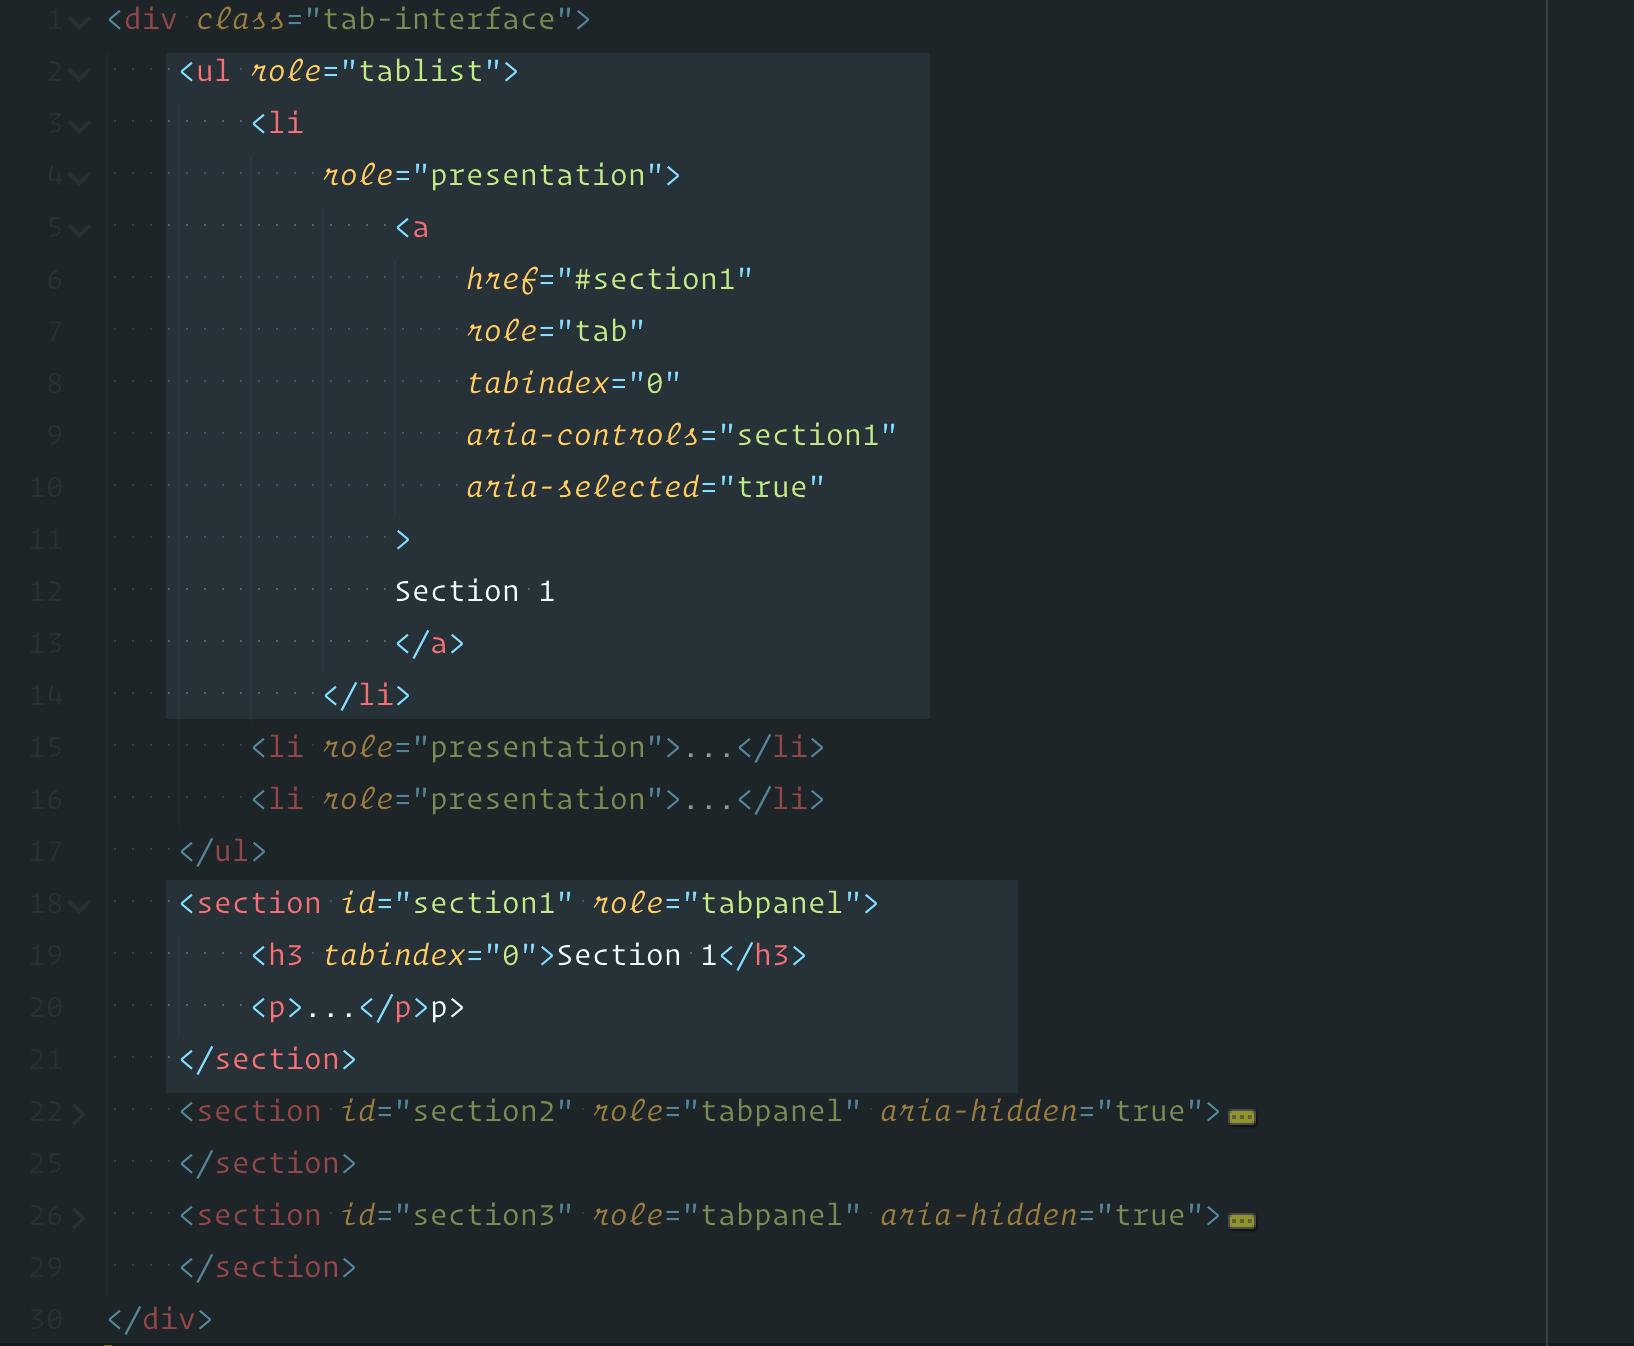 1 <div class="tab-interface">
2 <ul role="tablist">
3 <li
4 role="presentation">
5 <a
6 href="#section1"
7 role="tab"
8 tabindex="0"
9 aria-controls="section1"
10 aria-selected="true"
11 >
12 Section 1
13 </a>
14 </li>
15 <li role="presentation">...</li>
16 <li role="presentation">...</li>
17 </ul>
18 <section id="section1" role="tabpanel">
19 <h3 tabindex="0">Section 1</h3>
20 <p>...</p>p>
21 </section>
22 <section id="section2" role="tabpanel" aria-hidden="true">
25 </section>
26 <section id="section3" role="tabpanel" aria-hidden="true">
29 </section>
30 </div>